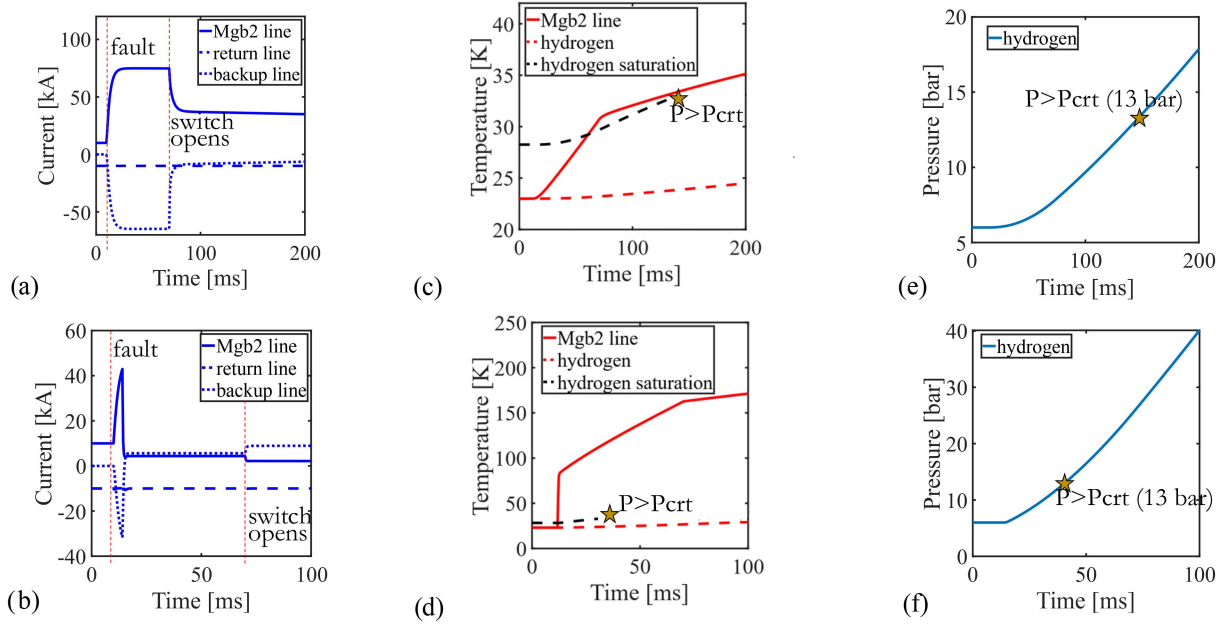 100
50
0
-50
Current [kA]
fault
Mgb2 line
return line
backup line
switch
opens
0
100
200
Time [ms]
(a)
40
35
30
25
20
Temperature [K]
Mgb2 line
hydrogen
hydrogen saturation
P>Pcrt
0
100
200
Time [ms]
(c)
20
15
10
5
Pressure [bar]
hydrogen
P>Pcrt (13 bar)
0
100
200
Time [ms]
(e)
60
40
20
0
-20
-40
Current [kA]
fault
Mgb2 line
return line
backup line
switch
opens
0
50
100
Time [ms]
(b)
250
200
150
100
50
0
Temperature [K]
Mgb2 line
hydrogen
hydrogen saturation
P>Pcrt
0
50
100
Time [ms]
(d)
40
30
20
10
0
Pressure [bar]
hydrogen
P>Pcrt (13 bar)
0
50
100
Time [ms]
(f)